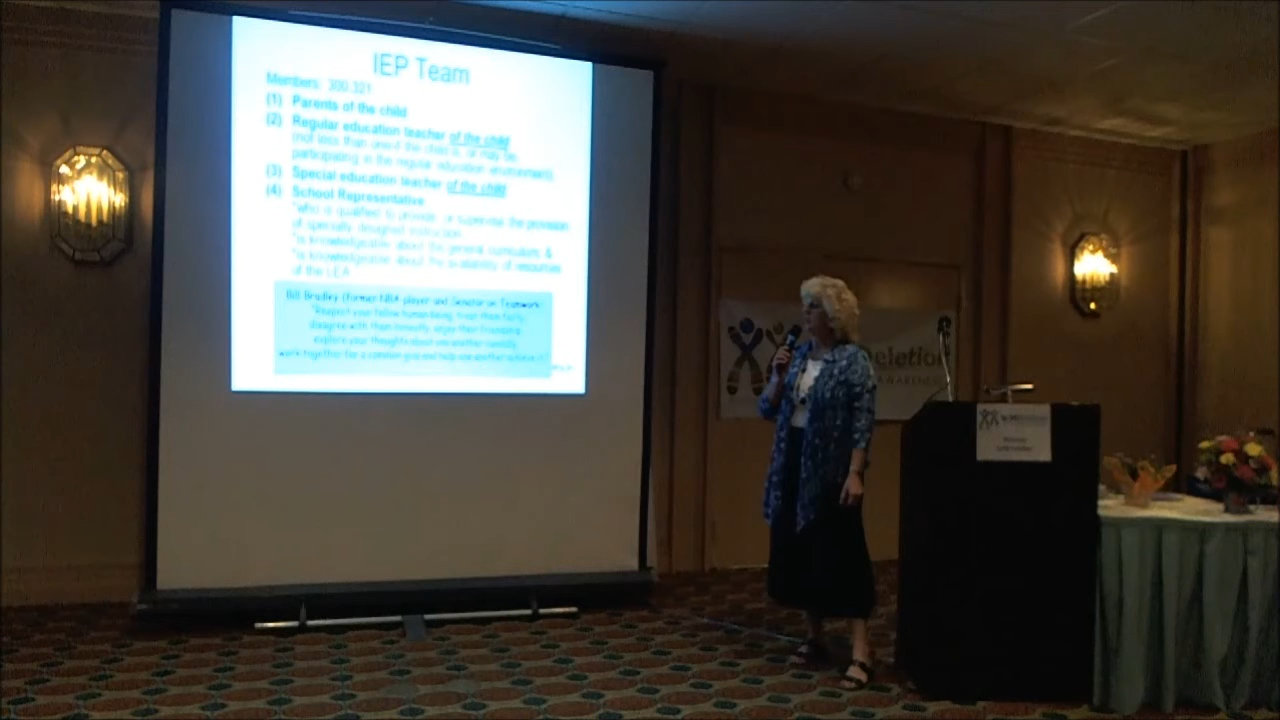 IEP Team
Members: 300.321
(1) Parents of the child
(2) Regular education teacher of the child
(not less than one-if the child is, or may be,
participating in the regular education environment)
(3) Special education teacher of the child
(4) School Representative
"who is qualified to provide, or supervise the provision
of specially designed instruction
*is knowledgeable about the general curriculum; &
*is knowledgeable about the availability of resources
of the LEA
Bill Bradley (former NBA player and Senator on Teamwork:
"Respect your fellow human being, treat them fairly,
disagree with them honestly, enjoy their friendship,
explore your thoughts about one another candidly,
work together for a common goal and help one another achieve it."
deletion
AWARENESS